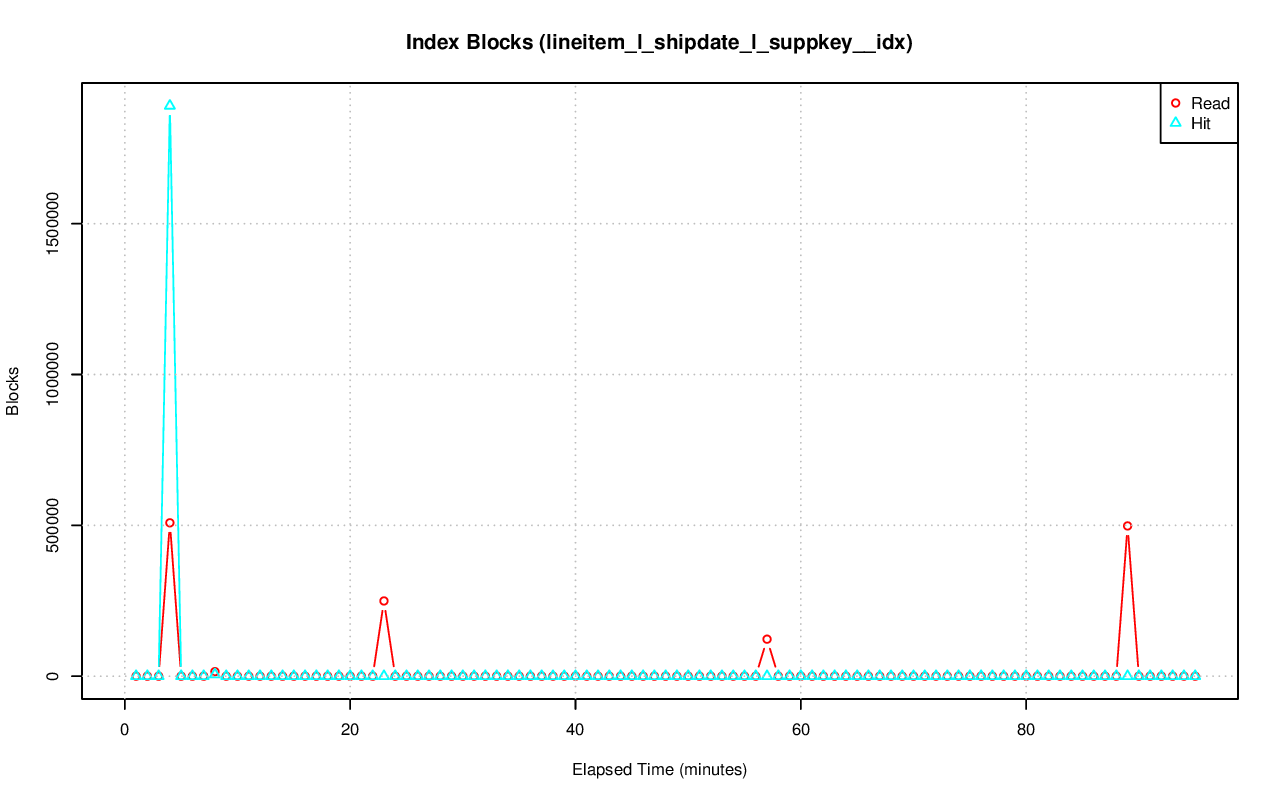 Index Blocks (lineitem_l_shipdate_l_suppkey__idx)
Read
Hit
1500000
1000000
500000
0
Blocks
0 20 40 60 80
Elapsed Time (minutes)